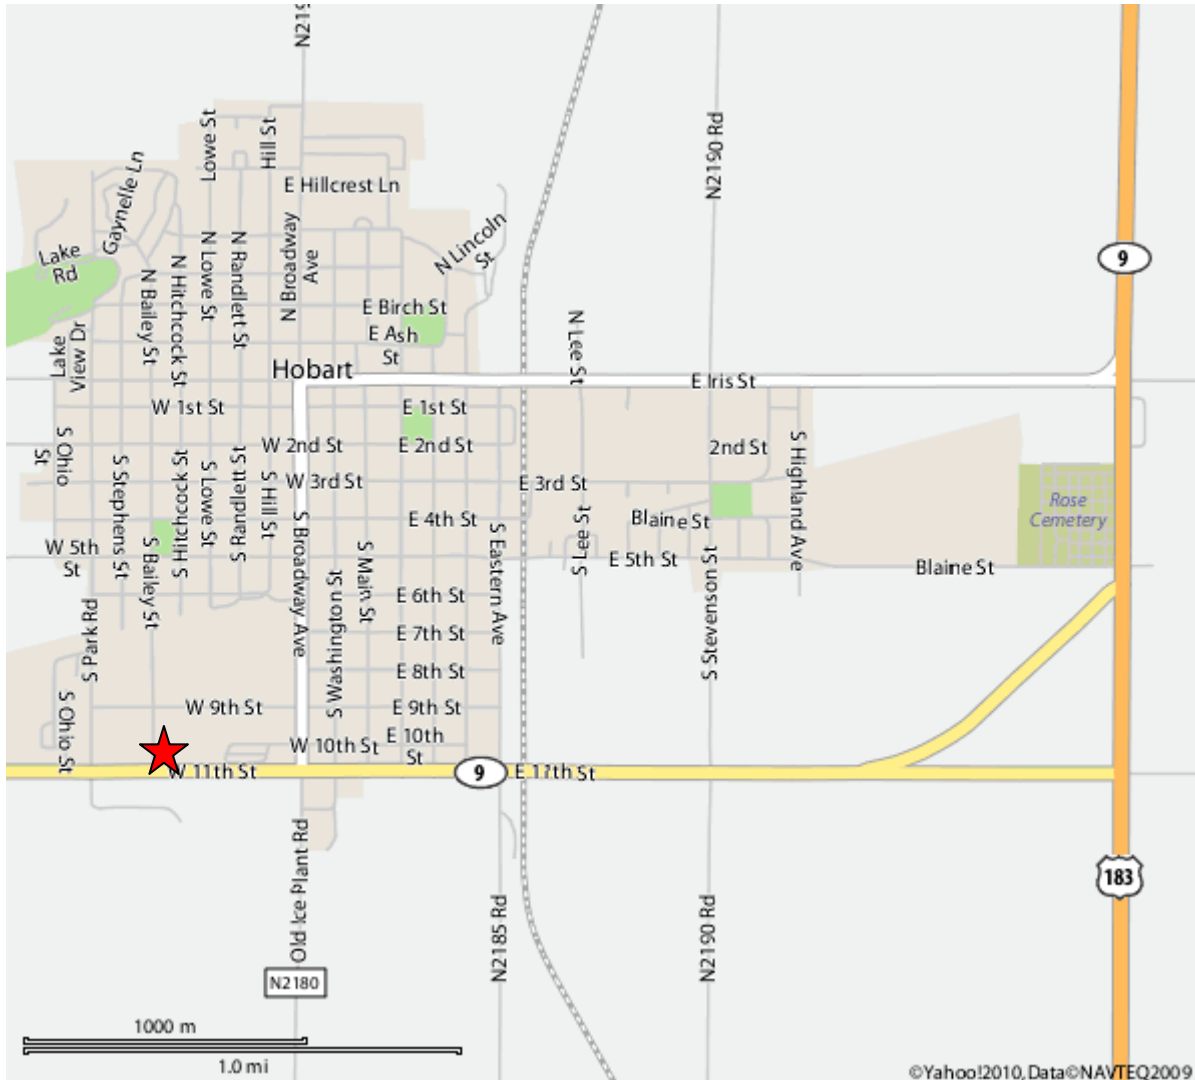 N219
Lowe St
Hill St
N2190 Rd
Gaynelle Ln
E Hillcrest Ln
N Lincoln
St
Lake
Rd
N Broadway
Ave
9
N Bailey St
N Hitchcock St
N Lowe St
N Randlett St
E Birch St
E Ash
St
N Lee St
Lake
View Dr
Hobart
E Iris St
W 1st St
E 1st St
S Ohio
St
W 2nd St
E 2nd St
2nd St
S Highland Ave
S Stephens St
S Hitchcock St
S Lowe St
S Randlett St
S Hill St
W 3rd St
E 3rd St
Rose
Cemetery
S Broadway Ave
E 4th St
S Lee St
Blaine St
W 5th
St
S Bailey St
S Main St
S Eastern Ave
E 5th St
Blaine St
S Stevenson St
S Park Rd
S Washington St
E 6th St
E 7th St
E 8th St
S Ohio St
W 9th St
E 9th St
W 10th St
E 10th
St
W 11th St
9
E 11th St
Old Ice Plant Rd
183
N2185 Rd
N2190 Rd
N2180
1000 m
1.0 mi
©Yahoo!2010, Data©NAVTEQ2009